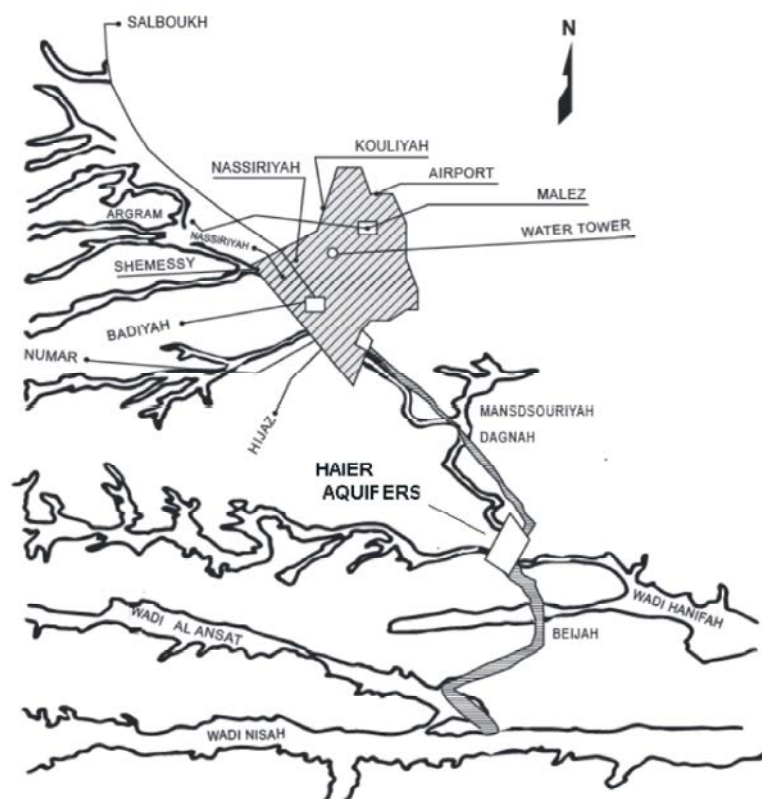 SALBOUKH
N
KOULIYAH
NASSIRIYAH
AIRPORT
MALEZ
ARGRAM
NASSIRIYAH
WATER TOWER
SHEMESSY
BADIYAH
NUMAR
HIJAZ
MANSDSOURIYAH
DAGNAH
HAIER
AQUIFERS
WADI HANIFAH
WADI AL ANSAT
BEIJAH
WADI NISAH